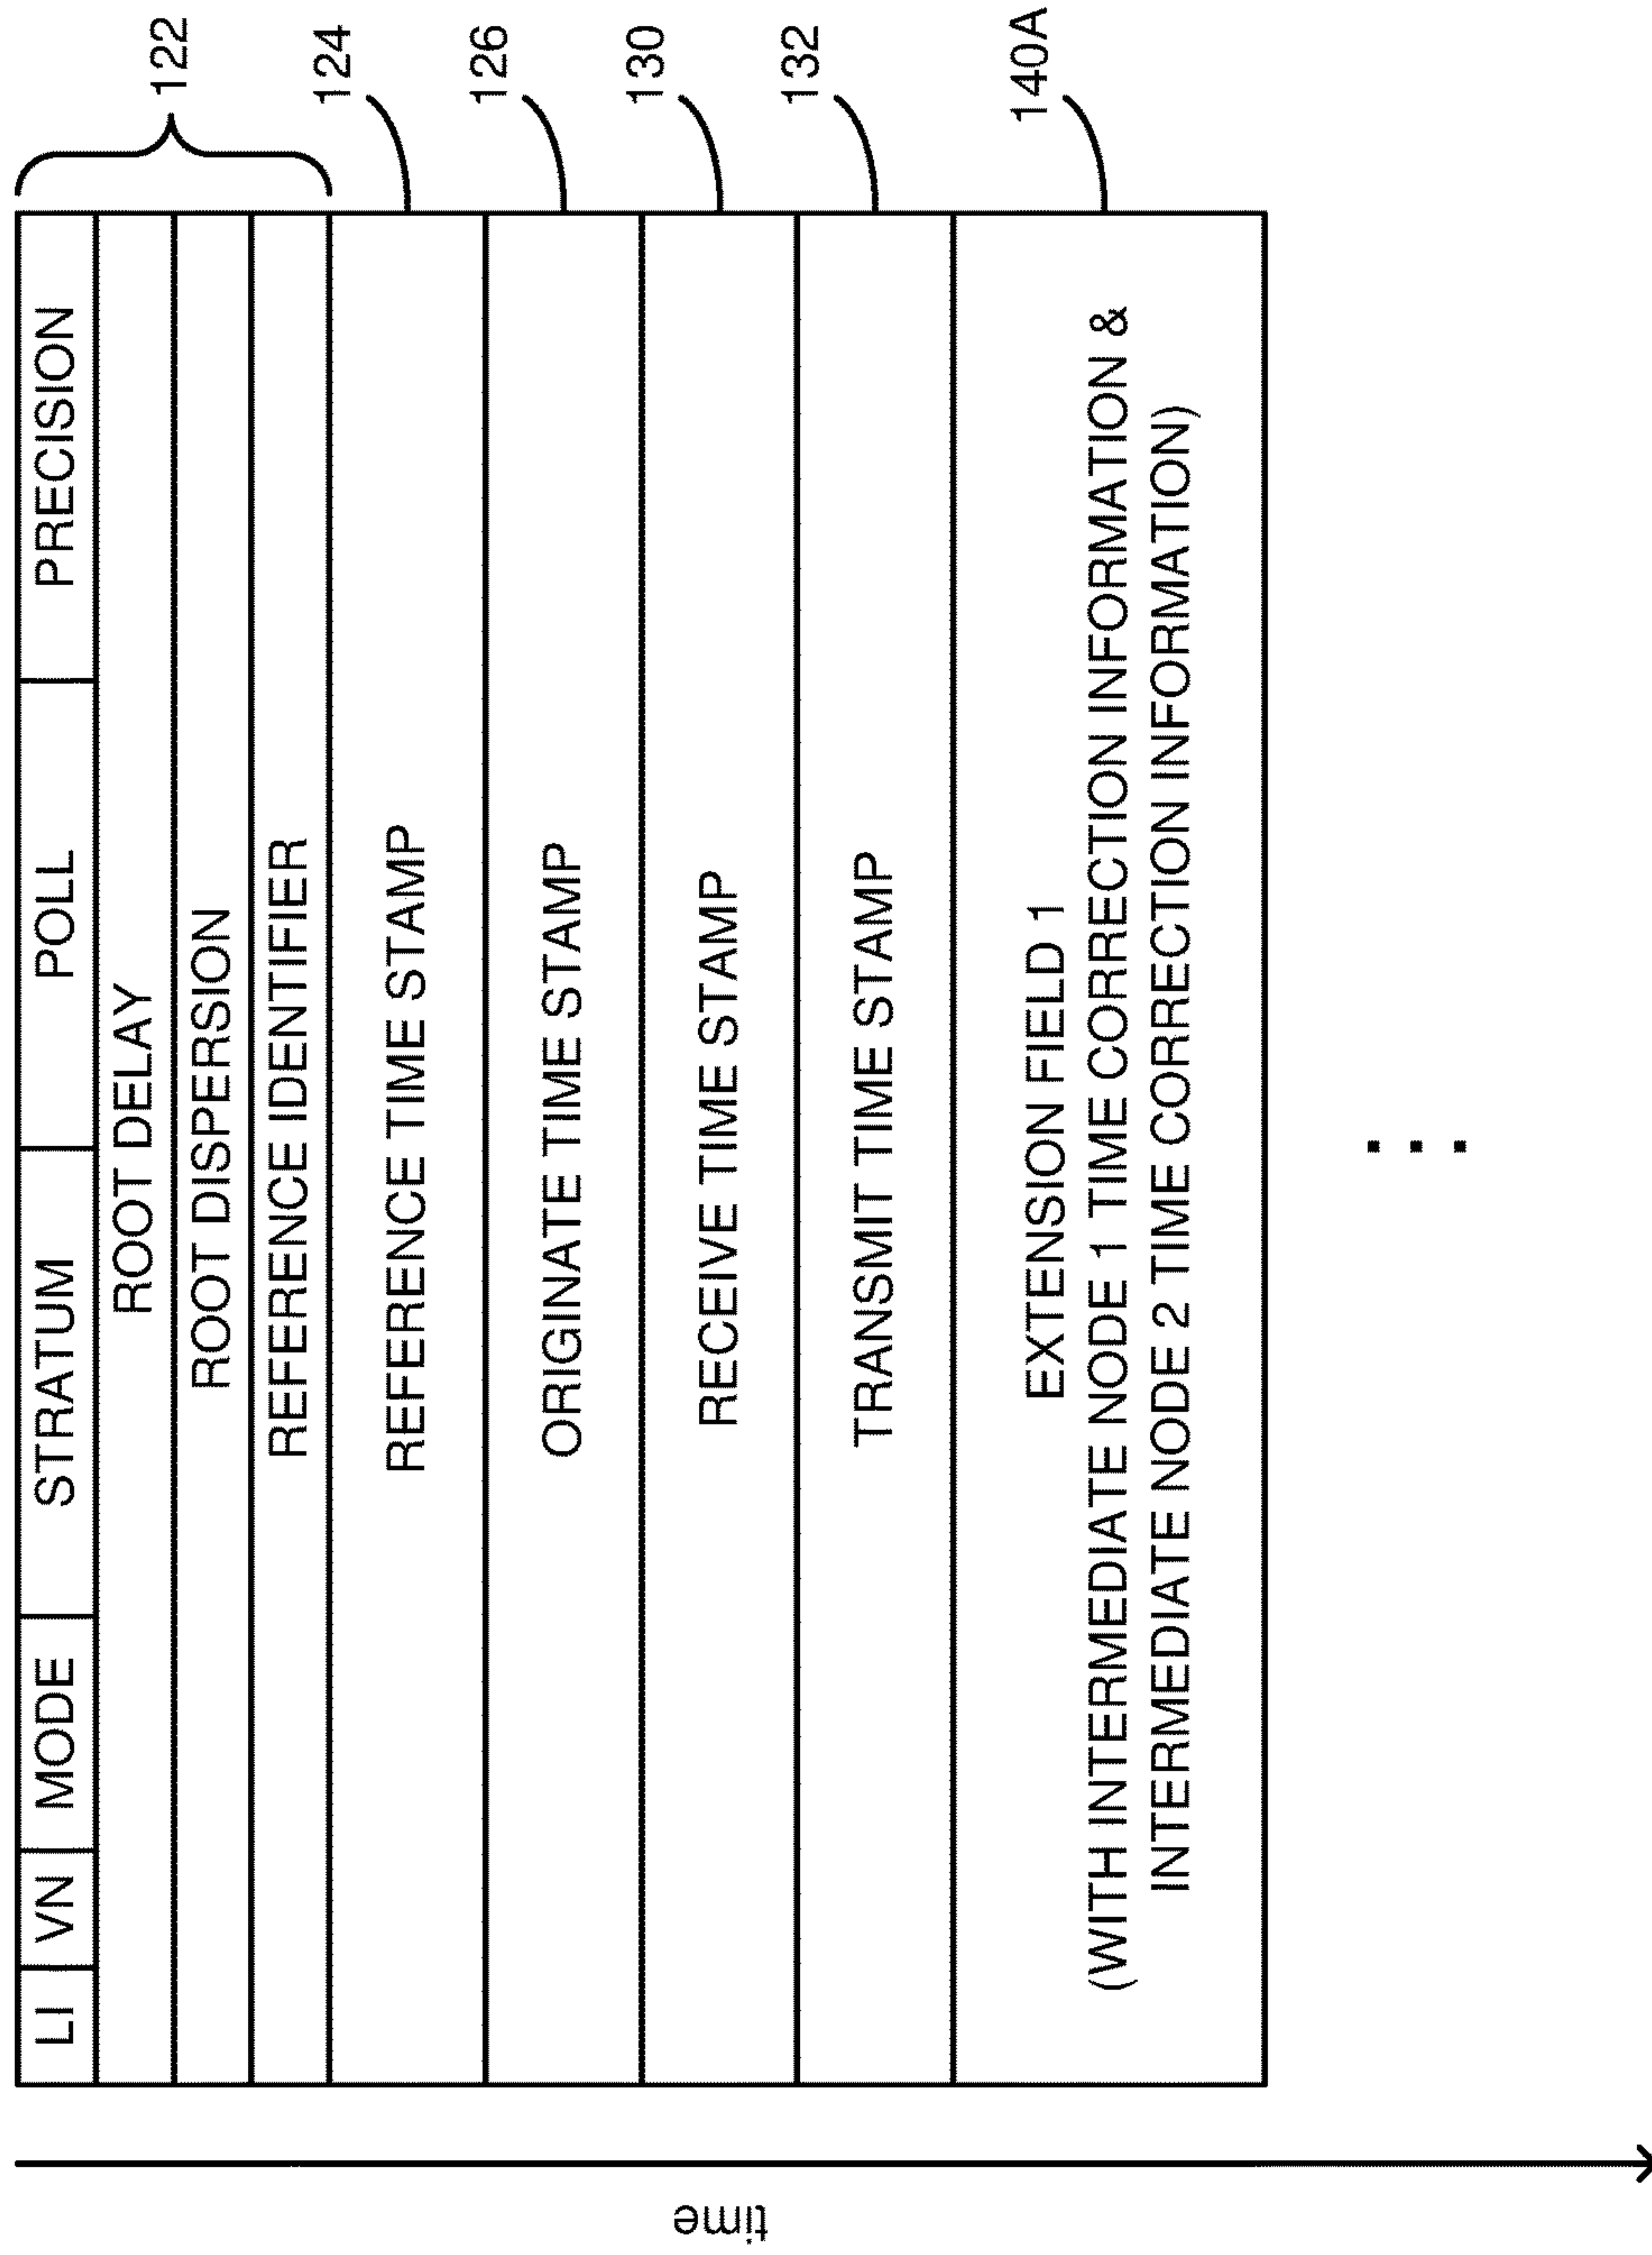 LI VN MODE STRATUM POLL PRECISION
ROOT DELAY
ROOT DISPERSION
REFERENCE IDENTIFIER
122
REFERENCE TIME STAMP
124
ORIGINATE TIME STAMP
126
RECEIVE TIME STAMP
130
TRANSMIT TIME STAMP
132
EXTENSION FIELD 1
(WITH INTERMEDIATE NODE 1 TIME CORRECTION INFORMATION &
INTERMEDIATE NODE 2 TIME CORRECTION INFORMATION)
140A
time